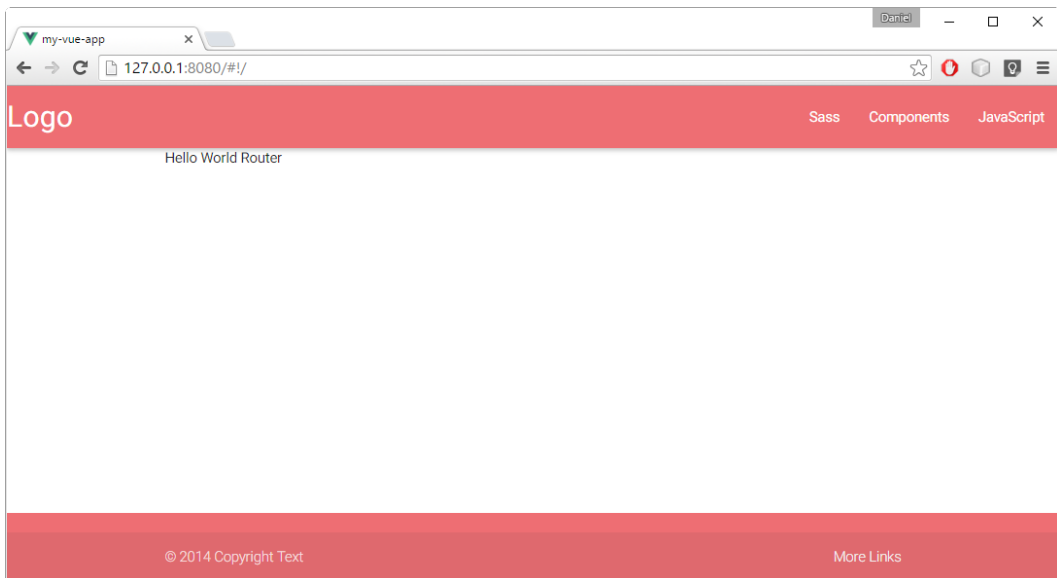 Daniel
my-vue-app
127.0.0.1:8080/#!/
Logo Sass Components JavaScript
Hello World Router
© 2014 Copyright Text More Links